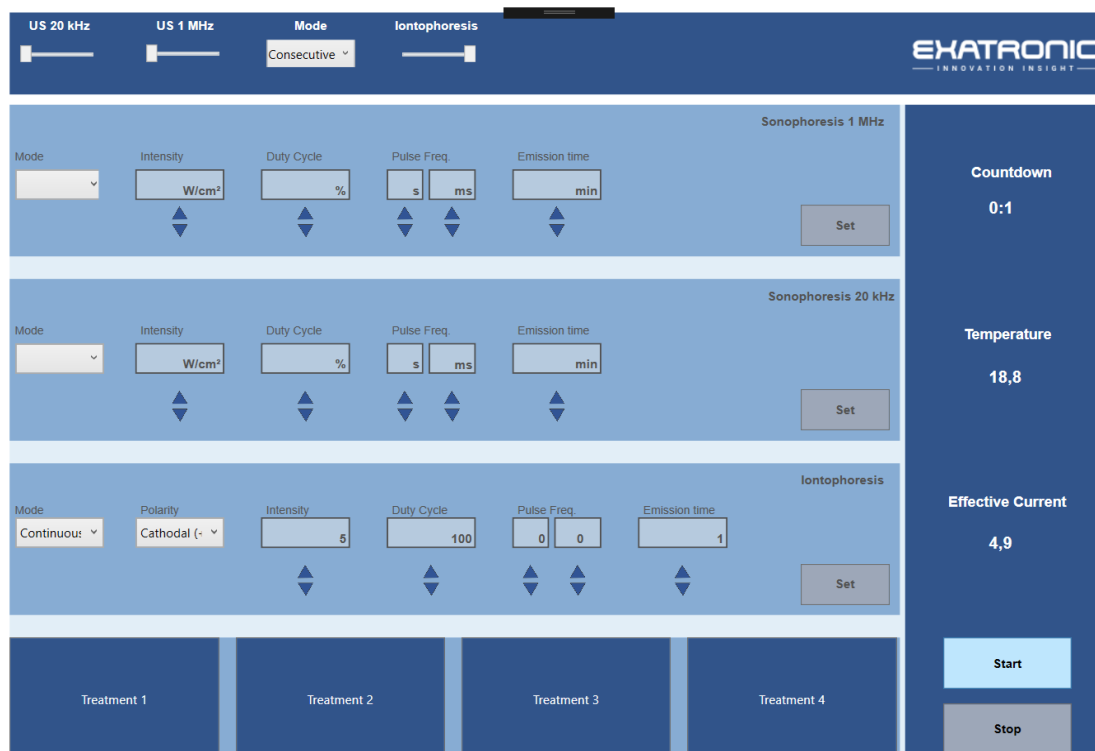 US 20 kHz US 1 MHz Mode Iontophoresis
Consecutive
EXATRONIC
INNOVATION INSIGHT
Sonophoresis 1 MHz
Mode Intensity Duty Cycle Pulse Freq. Emission time
W/cm² % s ms min
Set
Countdown
0:1
Sonophoresis 20 kHz
Mode Intensity Duty Cycle Pulse Freq. Emission time
W/cm² % s ms min
Set
Temperature
18,8
Iontophoresis
Mode Polarity Intensity Duty Cycle Pulse Freq. Emission time
Continuous Cathodal (- 5 100 0 0 1
Set
Effective Current
4,9
Treatment 1 Treatment 2 Treatment 3 Treatment 4
Start
Stop